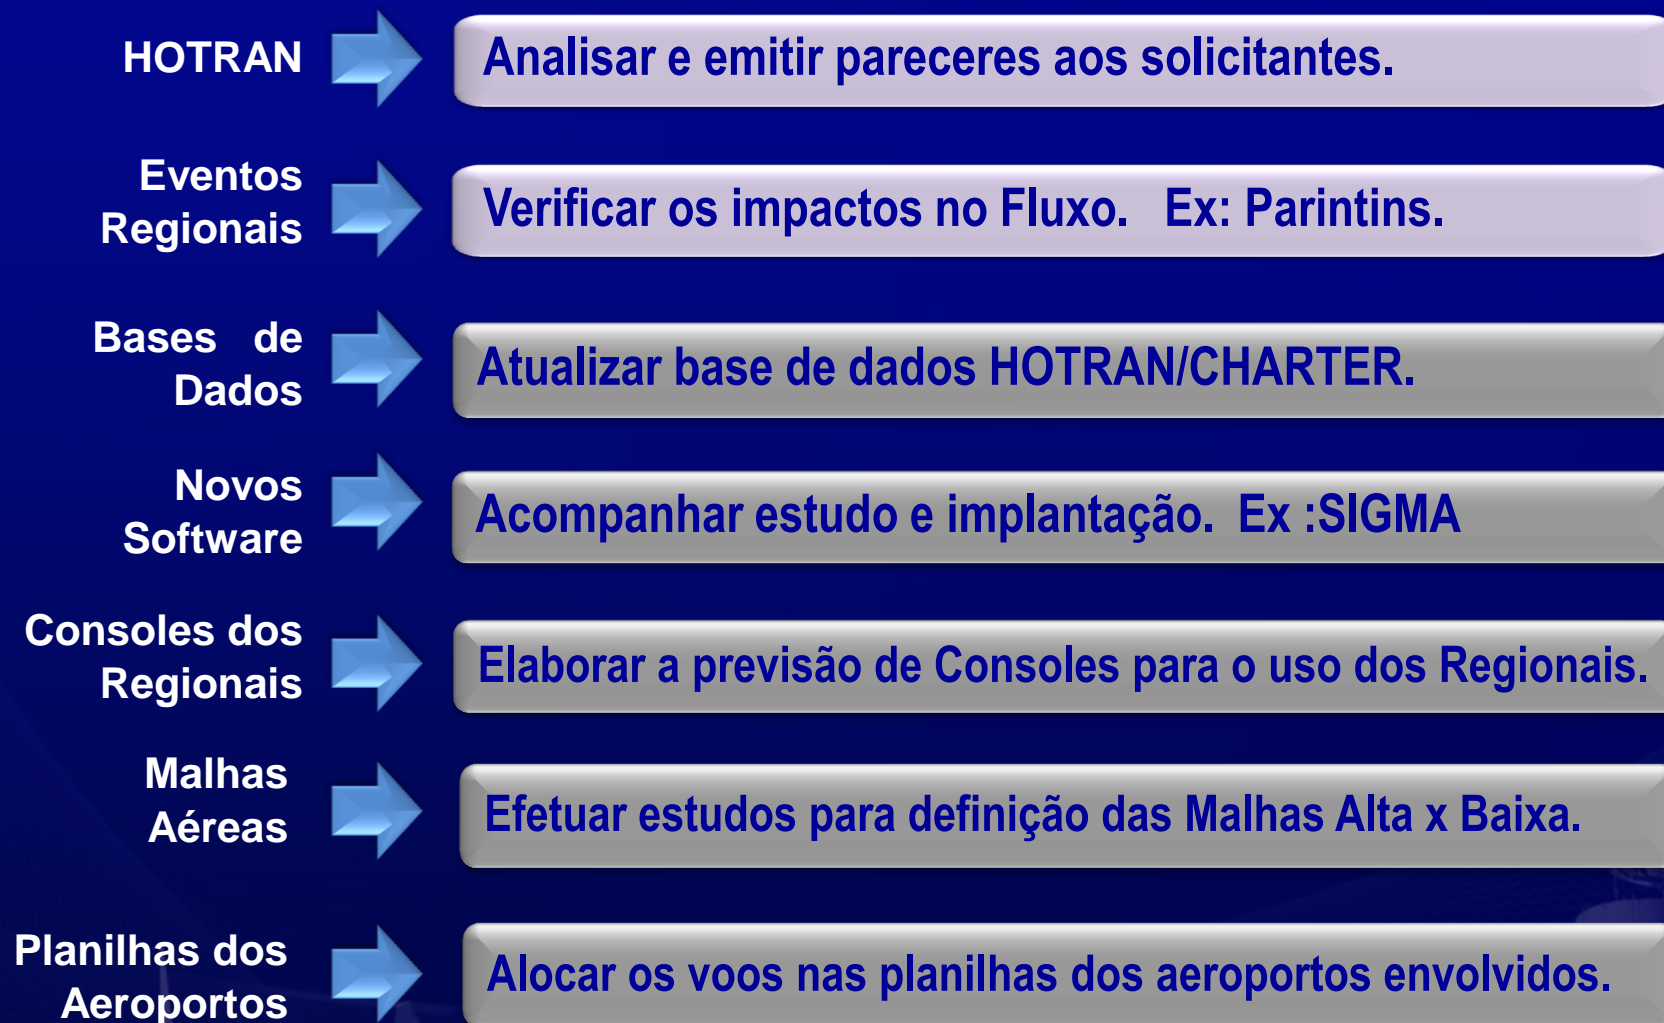 HOTRAN
Analisar e emitir pareceres aos solicitantes.
Eventos
Regionais
Verificar os impactos no Fluxo. Ex: Parintins.
Bases de
Dados
Atualizar base de dados HOTRAN/CHARTER.
Novos
Software
Acompanhar estudo e implantação. Ex :SIGMA
Consoles dos
Regionais
Elaborar a previsão de Consoles para o uso dos Regionais.
Malhas
Aéreas
Efetuar estudos para definição das Malhas Alta x Baixa.
Planilhas dos
Aeroportos
Alocar os voos nas planilhas dos aeroportos envolvidos.